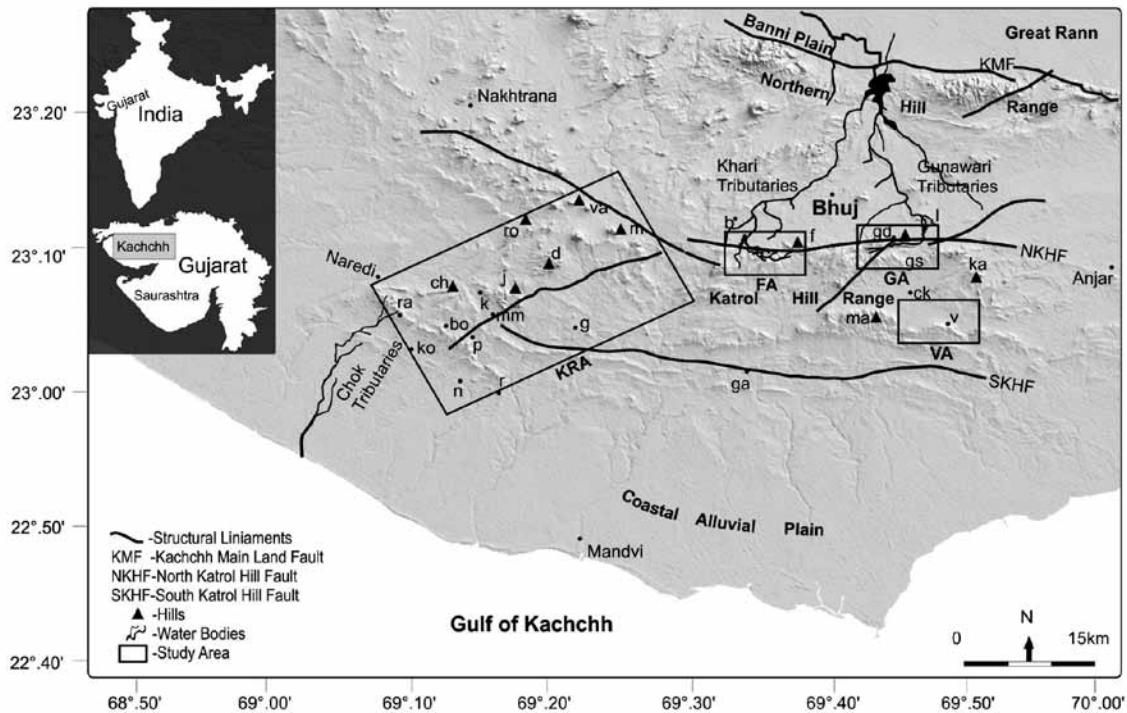 Gujarat
India
Kachchh
Gujarat
Saurashtra
Great Rann
Banni Plain
KMF
Northern
Hill
Range
Nakhtrana
Khari
Tributaries
Gunawari
Tributaries
Bhuj
b
f
l
gd
gs
NKHF
FA
GA
Katrol Hill Range
ka
Anjar
ck
ma
v
VA
va
ro
m
d
Naredi
ch
j
k
ra
mm
bo
g
ko
p
KRA
n
r
ga
SKHF
Chok
Tributaries
Coastal Alluvial Plain
Mandvi
Gulf of Kachchh
-Structural Liniaments
KMF -Kachchh Main Land Fault
NKHF-North Katrol Hill Fault
SKHF-South Katrol Hill Fault
-Hills
-Water Bodies
-Study Area
N
0 15km
23°.20'
23°.10'
23°.00'
22°.50'
22°.40'
68°.50' 69°.00' 69°.10' 69°.20' 69°.30' 69°.40' 69°.50' 70°.00'